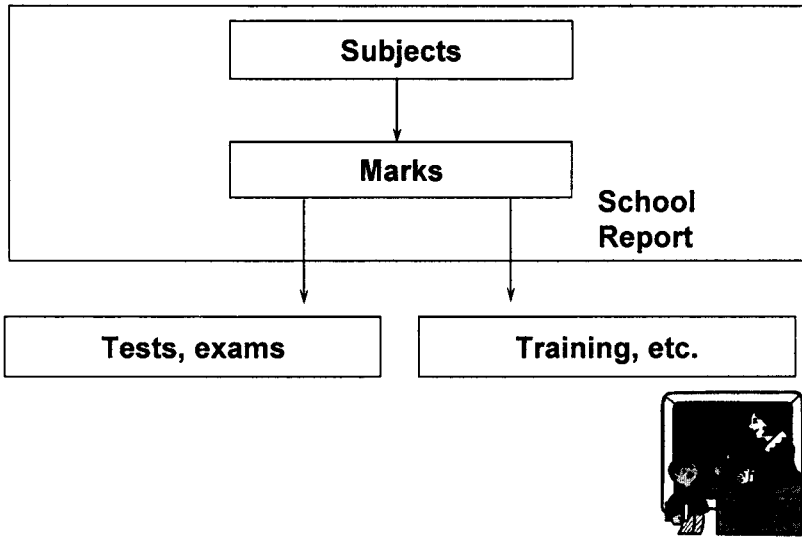 Subjects
Marks
School
Report
Tests, exams
Training, etc.